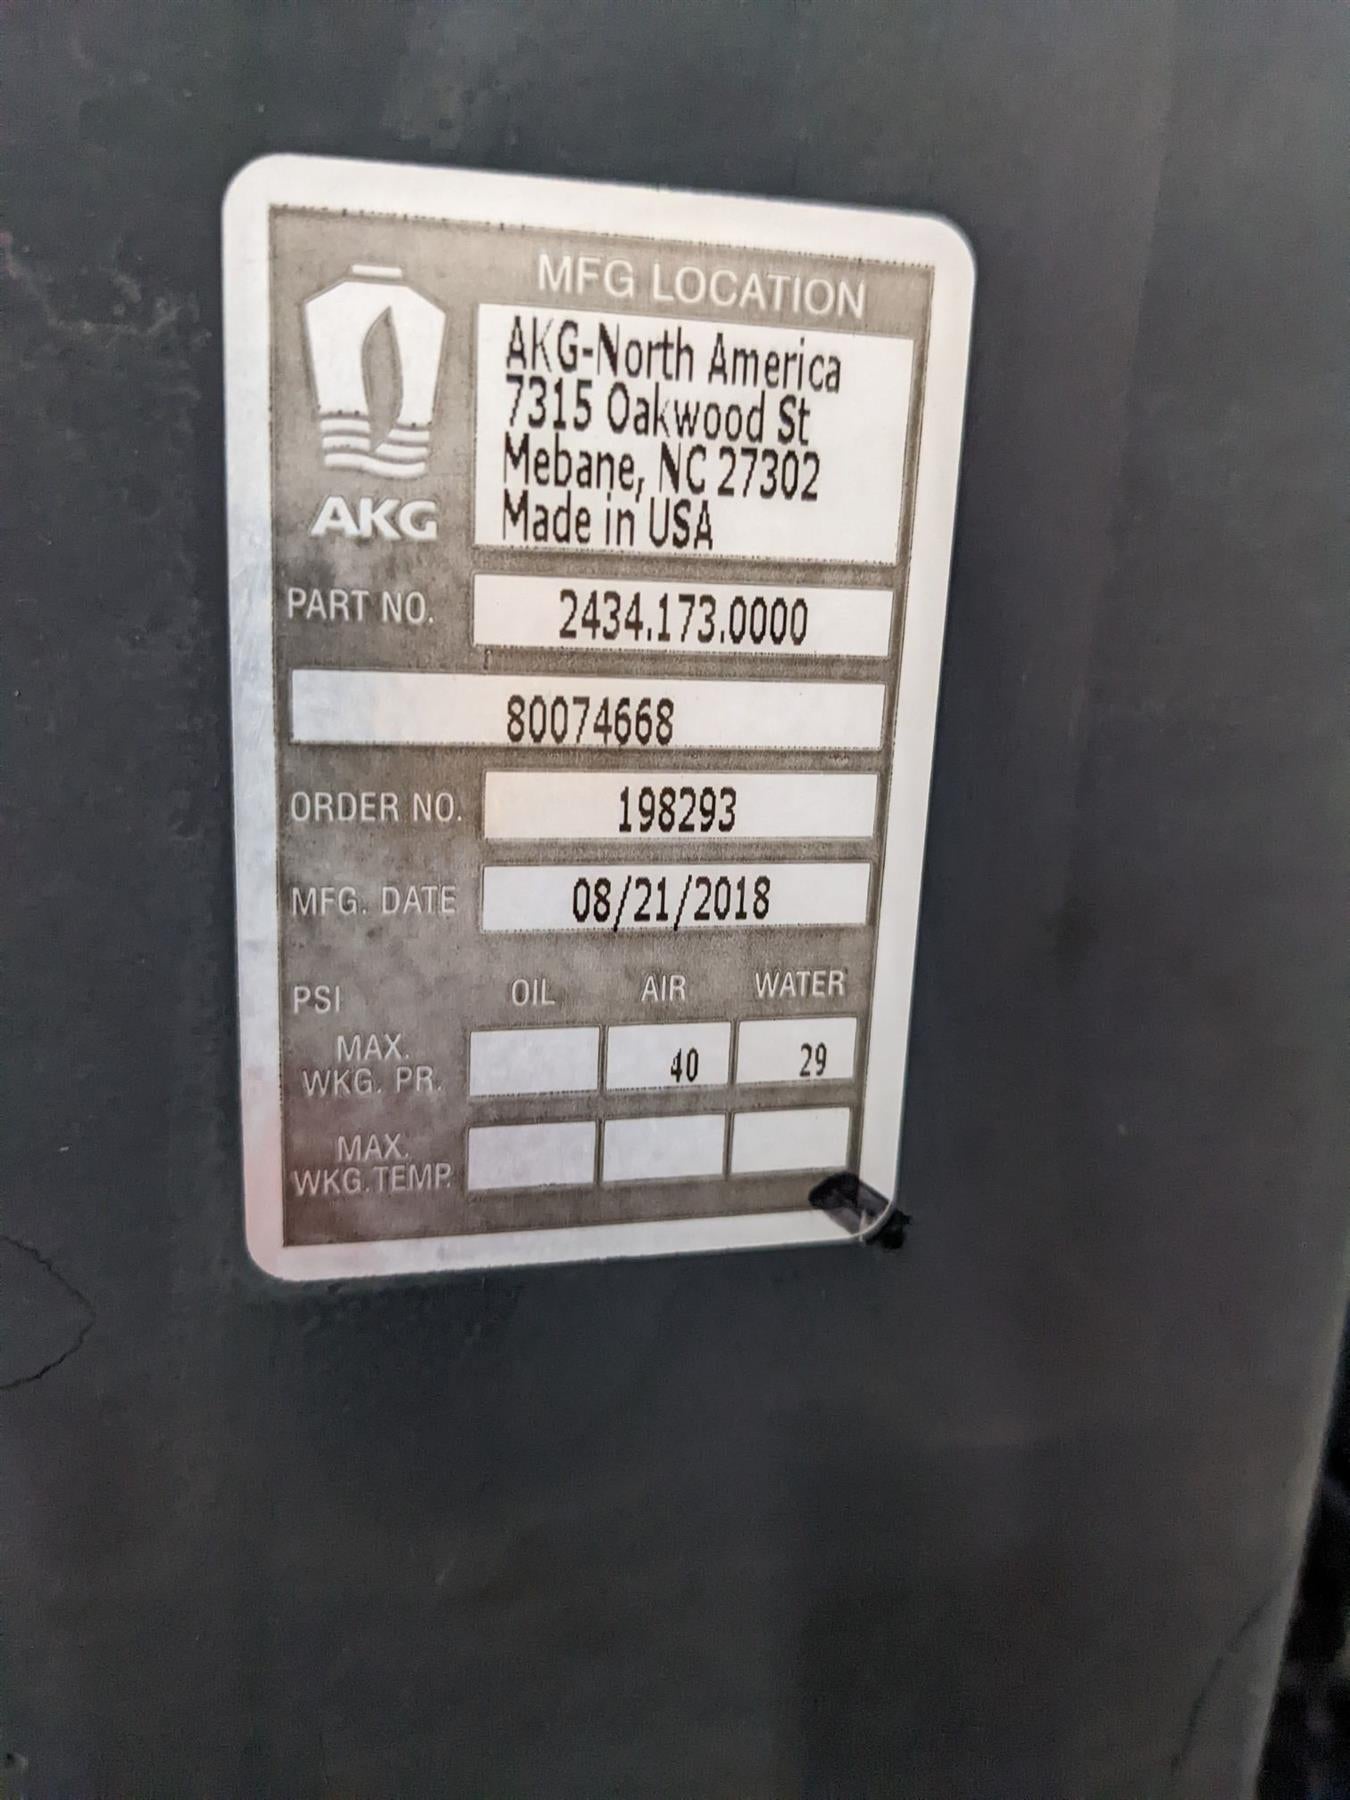 MFG LOCATION
AKG-North America
7315 Oakwood St
Mebane, NC 27302
Made in USA
AKG
PART NO. 2434.173.0000
80074668
ORDER NO. 198293
MFG. DATE 08/21/2018
PSI OIL AIR WATER
MAX.
WKG. PR. 40 29
MAX.
WKG. TEMP.